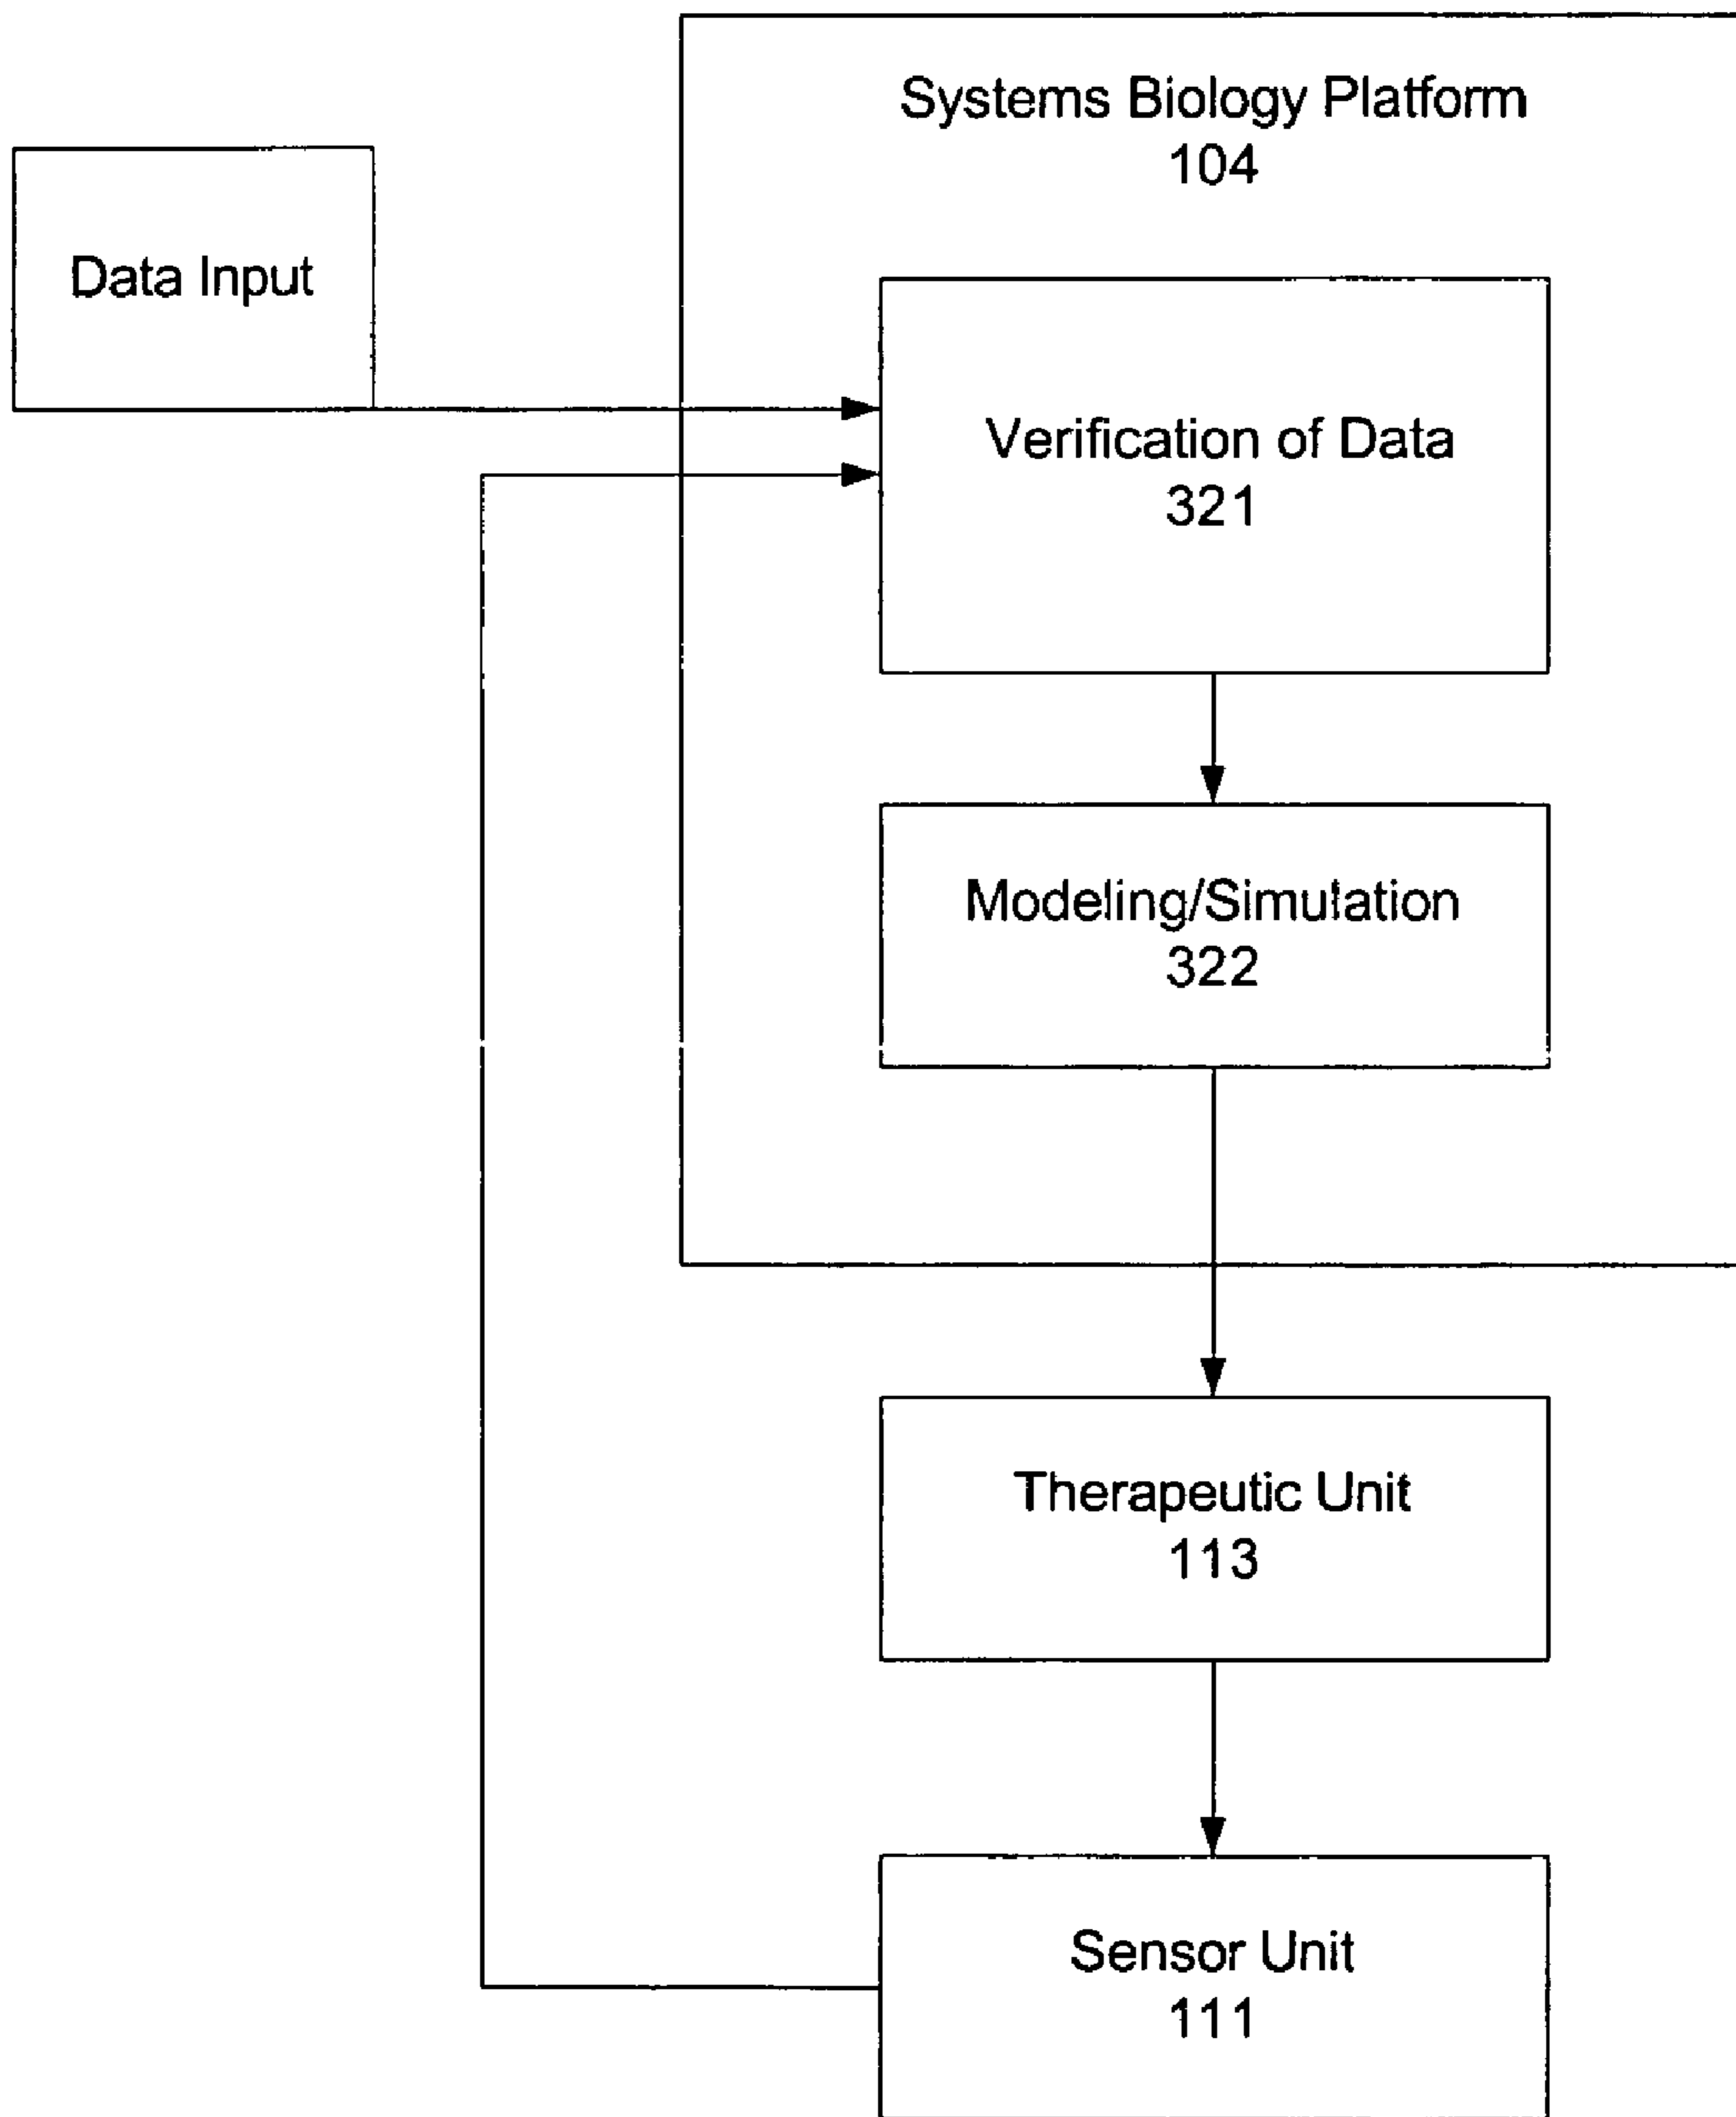 Systems Biology Platform
104
Data Input
Verification of Data
321
Modeling/Simulation
322
Therapeutic Unit
113
Sensor Unit
111